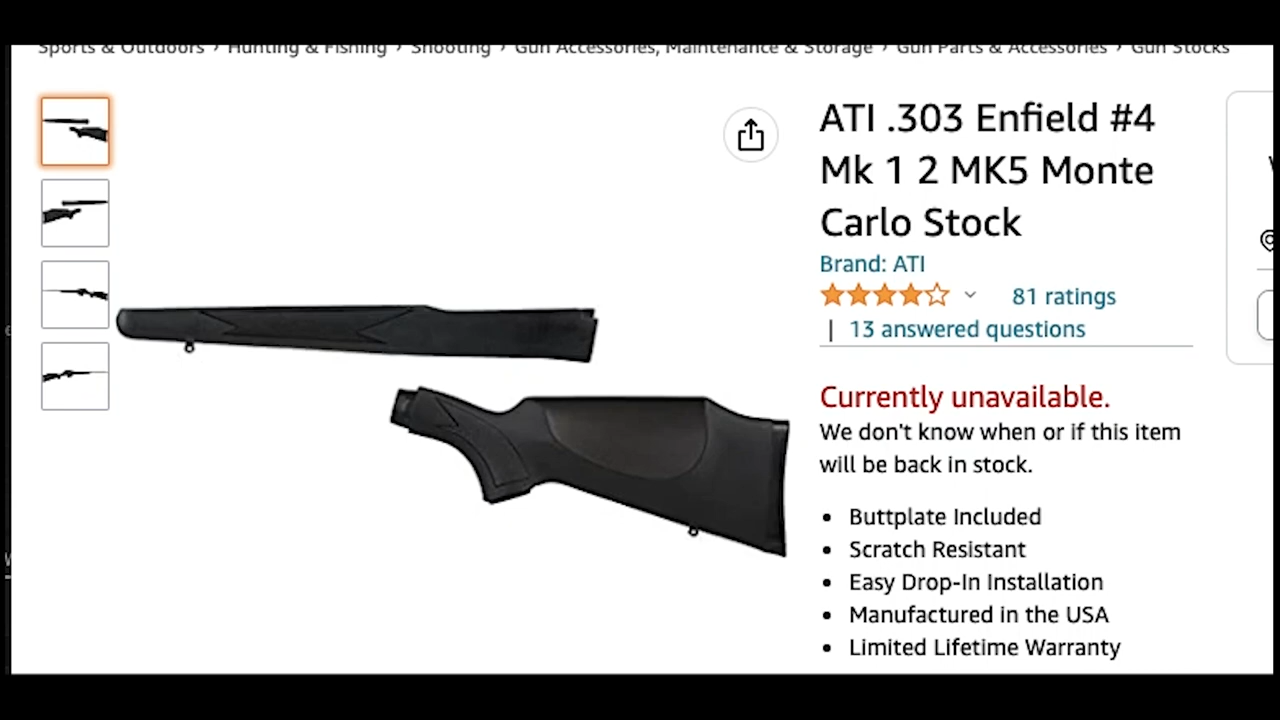 Sports & Outdoors › Hunting & Fishing › Shooting › Gun Accessories, Maintenance & Storage › Gun Parts & Accessories › Gun Stocks
ATI .303 Enfield #4
Mk 1 2 MK5 Monte
Carlo Stock
Brand: ATI
81 ratings
| 13 answered questions
Currently unavailable.
We don't know when or if this item
will be back in stock.
• Buttplate Included
• Scratch Resistant
• Easy Drop-In Installation
• Manufactured in the USA
• Limited Lifetime Warranty